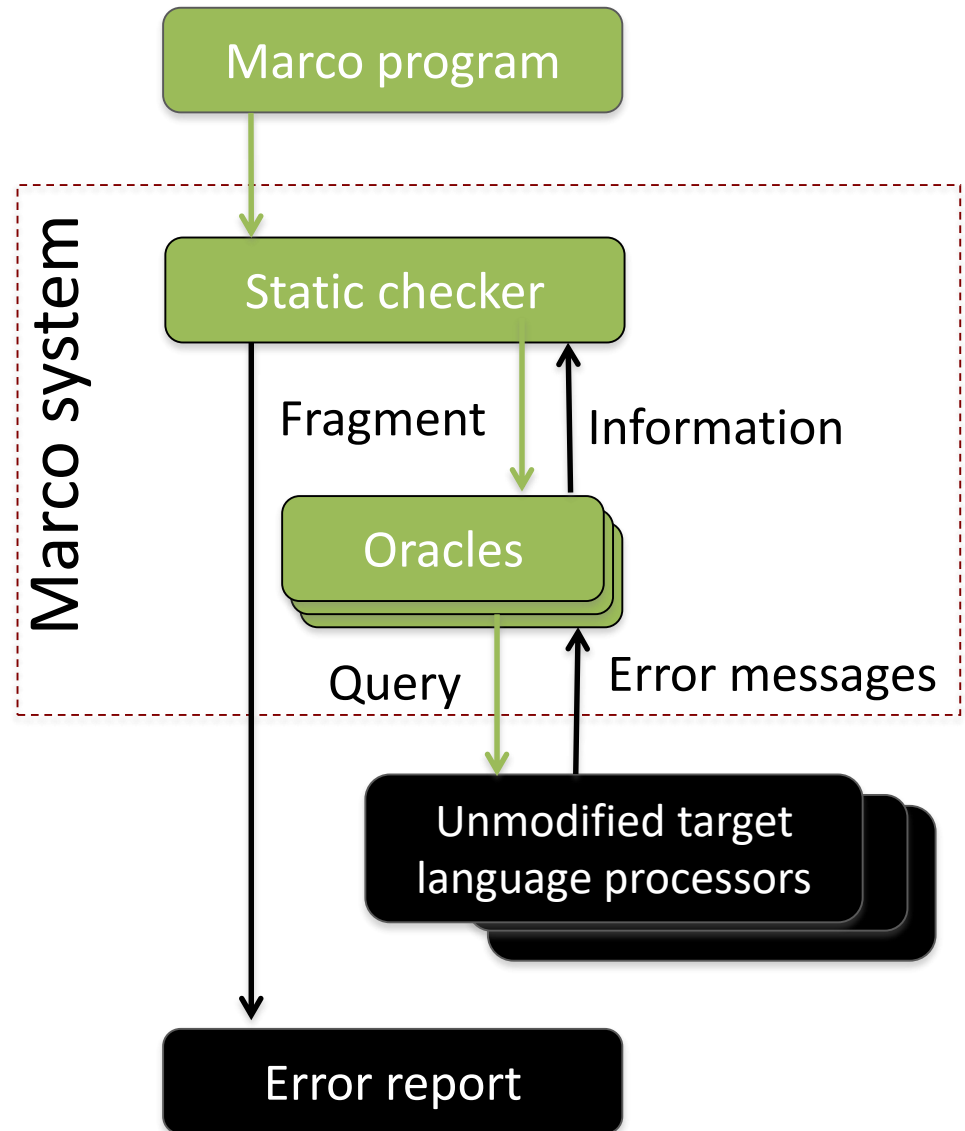 Marco program
Marco system
Static checker
Fragment
Information
Oracles
Query
Error messages
Unmodified target
language processors
Error report